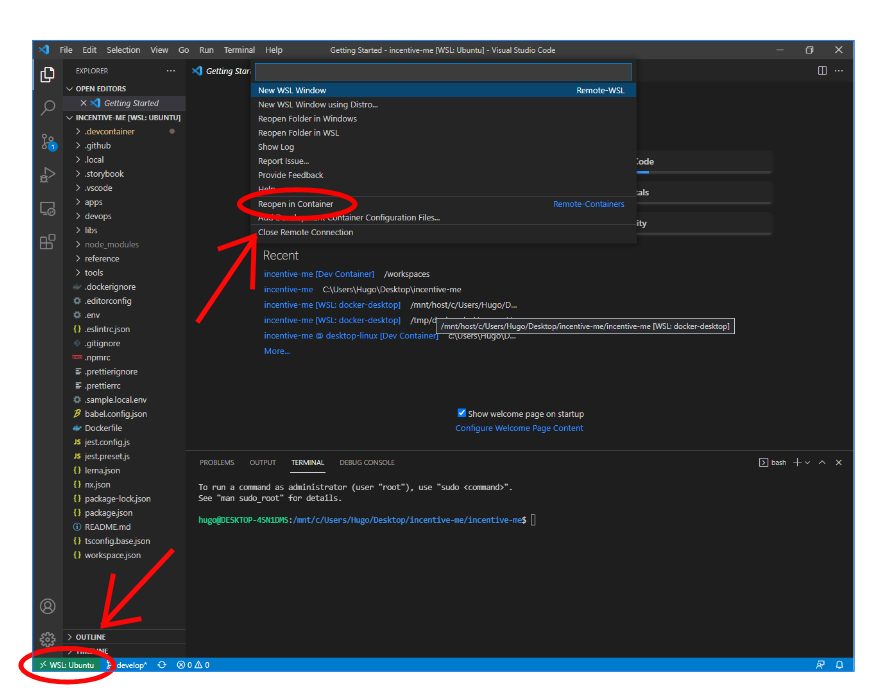 File Edit Selection View Go Run Terminal Help Getting Started - incentive-me [WSL: Ubuntu] - Visual Studio Code
EXPLORER
OPEN EDITORS
Getting Started
INCENTIVE-ME [WSL: UBUNTU]
.devcontainer
.github
.local
.storybook
.vscode
apps
devops
libs
node_modules
reference
tools
.dockerignore
.editorconfig
.env
.eslintrc.json
.gitignore
.npmrc
.prettierignore
.prettierrc
.sample.local.env
babel.config.json
Dockerfile
jest.config.js
jest.preset.js
lerna.json
nx.json
package-lock.json
package.json
README.md
tsconfig.base.json
workspace.json
OUTLINE
TIMELINE
1
Getting Star
New WSL Window Remote-WSL
New WSL Window using Distro...
Reopen Folder in Windows
Reopen Folder in WSL
Show Log
Report Issue...
Provide Feedback
Help
Reopen in Container Remote-Containers
Add Development Container Configuration Files...
Close Remote Connection
Code
als
ity
Recent
incentive-me [Dev Container] /workspaces
incentive-me C:\Users\Hugo\Desktop\incentive-me
incentive-me [WSL: docker-desktop] /mnt/host/c/Users/Hugo/D...
incentive-me [WSL: docker-desktop] /tmp/d
/mnt/host/c/Users/Hugo/Desktop/incentive-me/incentive-me [WSL: docker-desktop]
incentive-me @ desktop-linux [Dev Container] c:\Users\Hugo\D...
More...
Show welcome page on startup
Configure Welcome Page Content
PROBLEMS OUTPUT TERMINAL DEBUG CONSOLE bash
To run a command as administrator (user "root"), use "sudo <command>".
See "man sudo_root" for details.
hugo@DESKTOP-4SN1DMS:/mnt/c/Users/Hugo/Desktop/incentive-me/incentive-me$
WSL: Ubuntu develop* 0 0